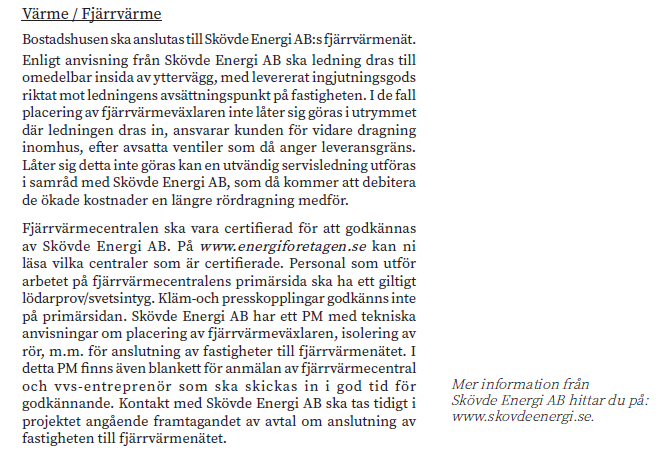 Värme / Fjärrvärme
Bostadshusen ska anslutas till Skövde Energi AB:s fjärrvärmenät.
Enligt anvisning från Skövde Energi AB ska ledning dras till
omedelbar insida av yttervägg, med levererat ingjutningsgods
riktat mot ledningens avsättningspunkt på fastigheten. I de fall
placering av fjärrvärmeväxlaren inte låter sig göras i utrymmet
där ledningen dras in, ansvarar kunden för vidare dragning
inomhus, efter avsatta ventiler som då anger leveransgräns.
Låter sig detta inte göras kan en utvändig servisledning utföras
i samråd med Skövde Energi AB, som då kommer att debitera
de ökade kostnader en längre rördragning medför.
Fjärrvärmecentralen ska vara certifierad för att godkännas
av Skövde Energi AB. På www.energiforetagen.se kan ni
läsa vilka centraler som är certifierade. Personal som utför
arbetet på fjärrvärmecentralens primärsida ska ha ett giltigt
lödarprov/svetsintyg. Kläm-och presskopplingar godkänns inte
på primärsidan. Skövde Energi AB har ett PM med tekniska
anvisningar om placering av fjärrvärmeväxlaren, isolering av
rör, m.m. för anslutning av fastigheter till fjärrvärmenätet. I
detta PM finns även blankett för anmälan av fjärrvärmecentral
och vvs-entreprenör som ska skickas in i god tid för
godkännande. Kontakt med Skövde Energi AB ska tas tidigt i
projektet angående framtagandet av avtal om anslutning av
fastigheten till fjärrvärmenätet.
Mer information från
Skövde Energi AB hittar du på:
www.skovdeenergi.se.